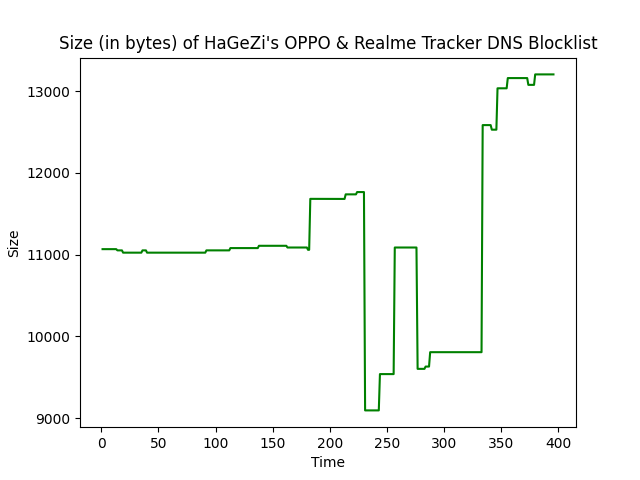 Size (in bytes) of HaGeZi's OPPO & Realme Tracker DNS Blocklist
13000
12000
11000
10000
9000
Size
0 50 100 150 200 250 300 350 400
Time